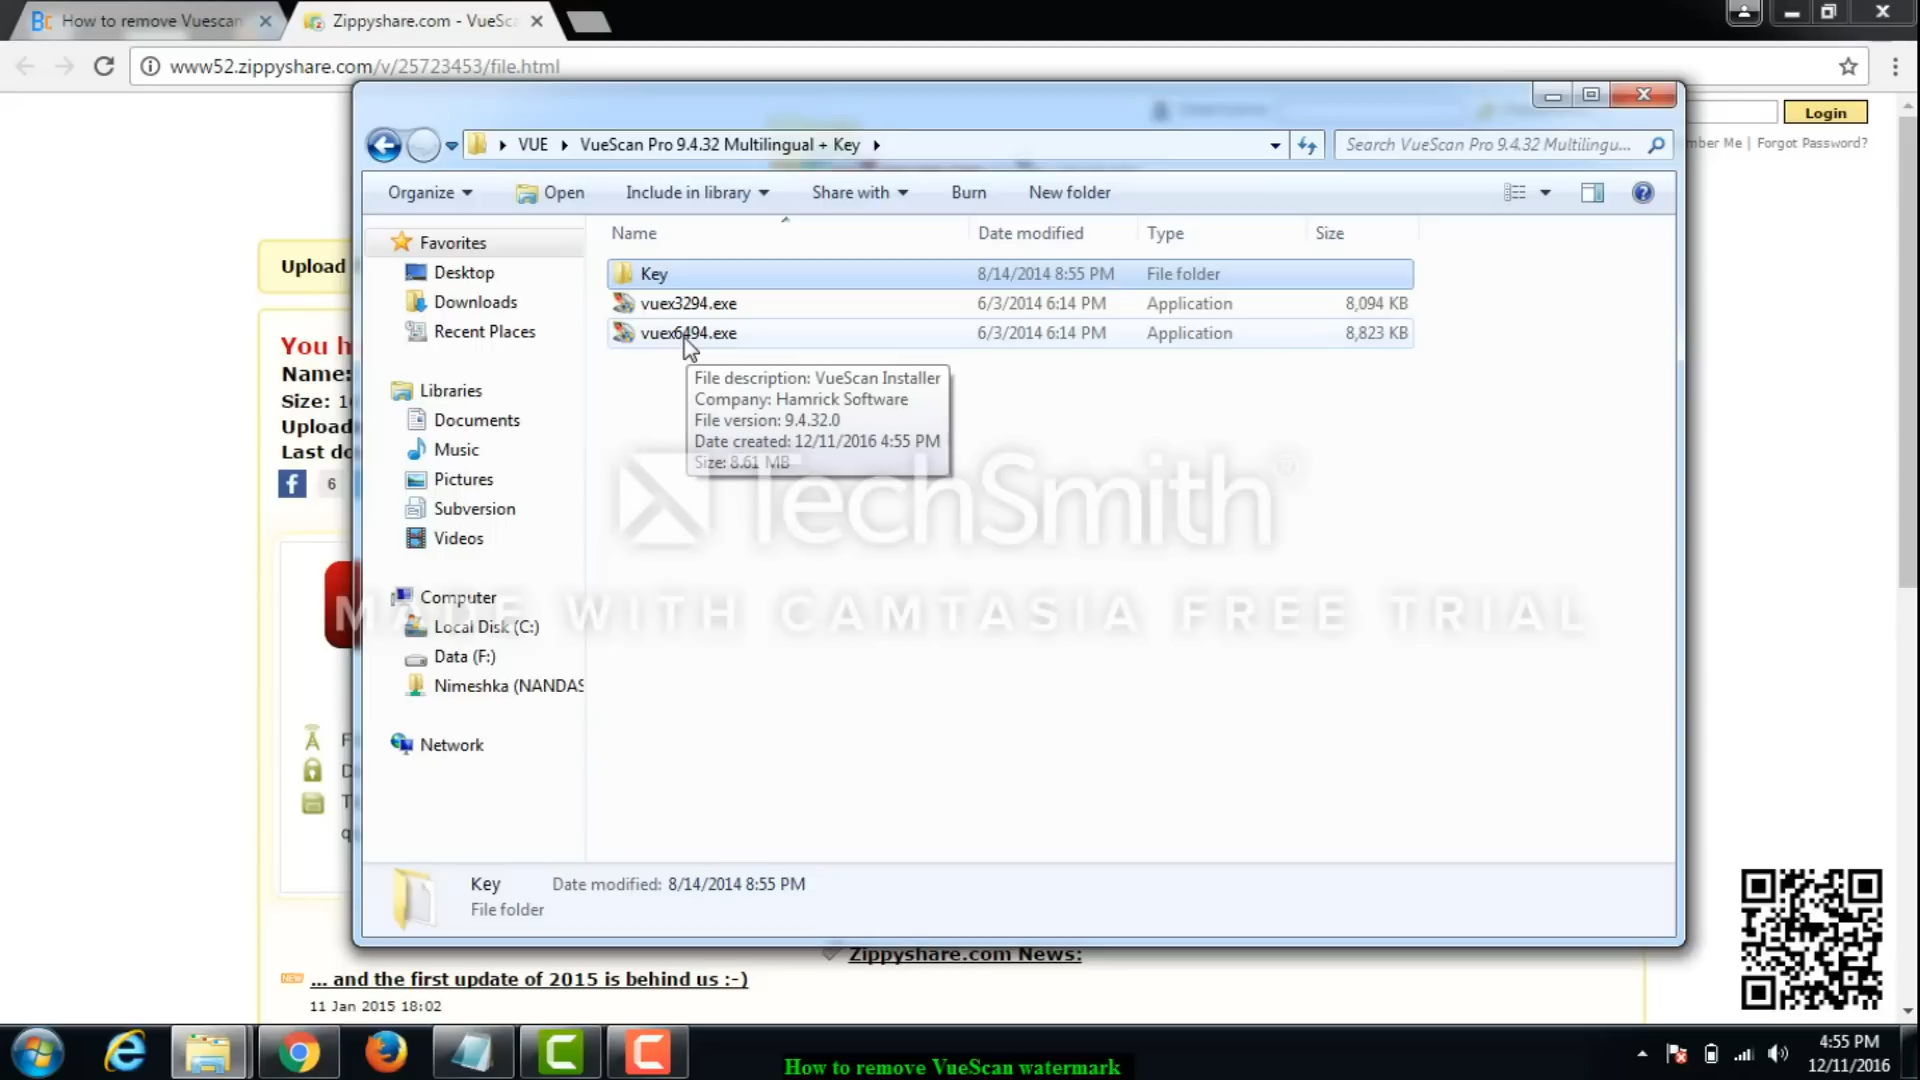 How to remove Vuescan
Zippyshare.com - VueSc
www52.zippyshare.com/v/25723453/file.html
Login
mber Me | Forgot Password?
VUE
VueScan Pro 9.4.32 Multilingual + Key
Search VueScan Pro 9.4.32 Multilingu...
Organize
Open
Include in library
Share with
Burn
New folder
Name
Date modified
Type
Size
Favorites
Desktop
Downloads
Recent Places
Libraries
Documents
Music
Pictures
Subversion
Videos
Computer
Local Disk (C:)
Data (F:)
Nimeshka (NANDAS
Network
Key 8/14/2014 8:55 PM File folder
vuex3294.exe 6/3/2014 6:14 PM Application 8,094 KB
vuex6494.exe 6/3/2014 6:14 PM Application 8,823 KB
File description: VueScan Installer
Company: Hamrick Software
File version: 9.4.32.0
Date created: 12/11/2016 4:55 PM
Size: 8.61 MB
TechSmith®
MADE WITH CAMTASIA FREE TRIAL
Upload
You h
Name:
Size: 1
Upload
Last do
6
F
D
T
q
Key Date modified: 8/14/2014 8:55 PM
File folder
Zippyshare.com News:
NEW ... and the first update of 2015 is behind us :-)
11 Jan 2015 18:02
How to remove VueScan watermark
4:55 PM
12/11/2016